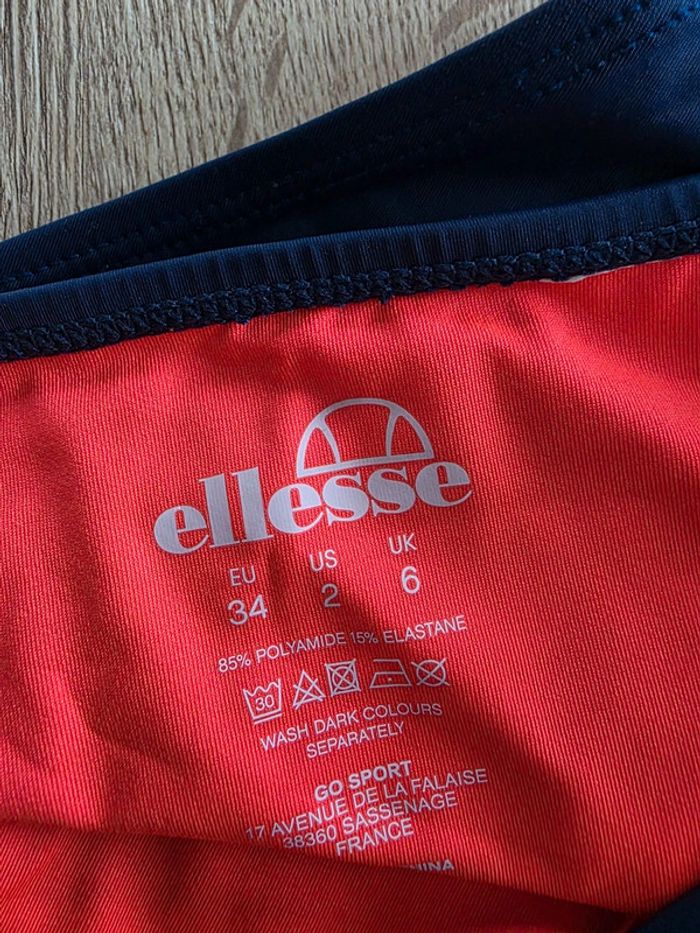 ellesse
EU US UK
34 2 6
85% POLYAMIDE 15% ELASTANE
30
WASH DARK COLOURS
SEPARATELY
GO SPORT
17 AVENUE DE LA FALAISE
38360 SASSENAGE
FRANCE